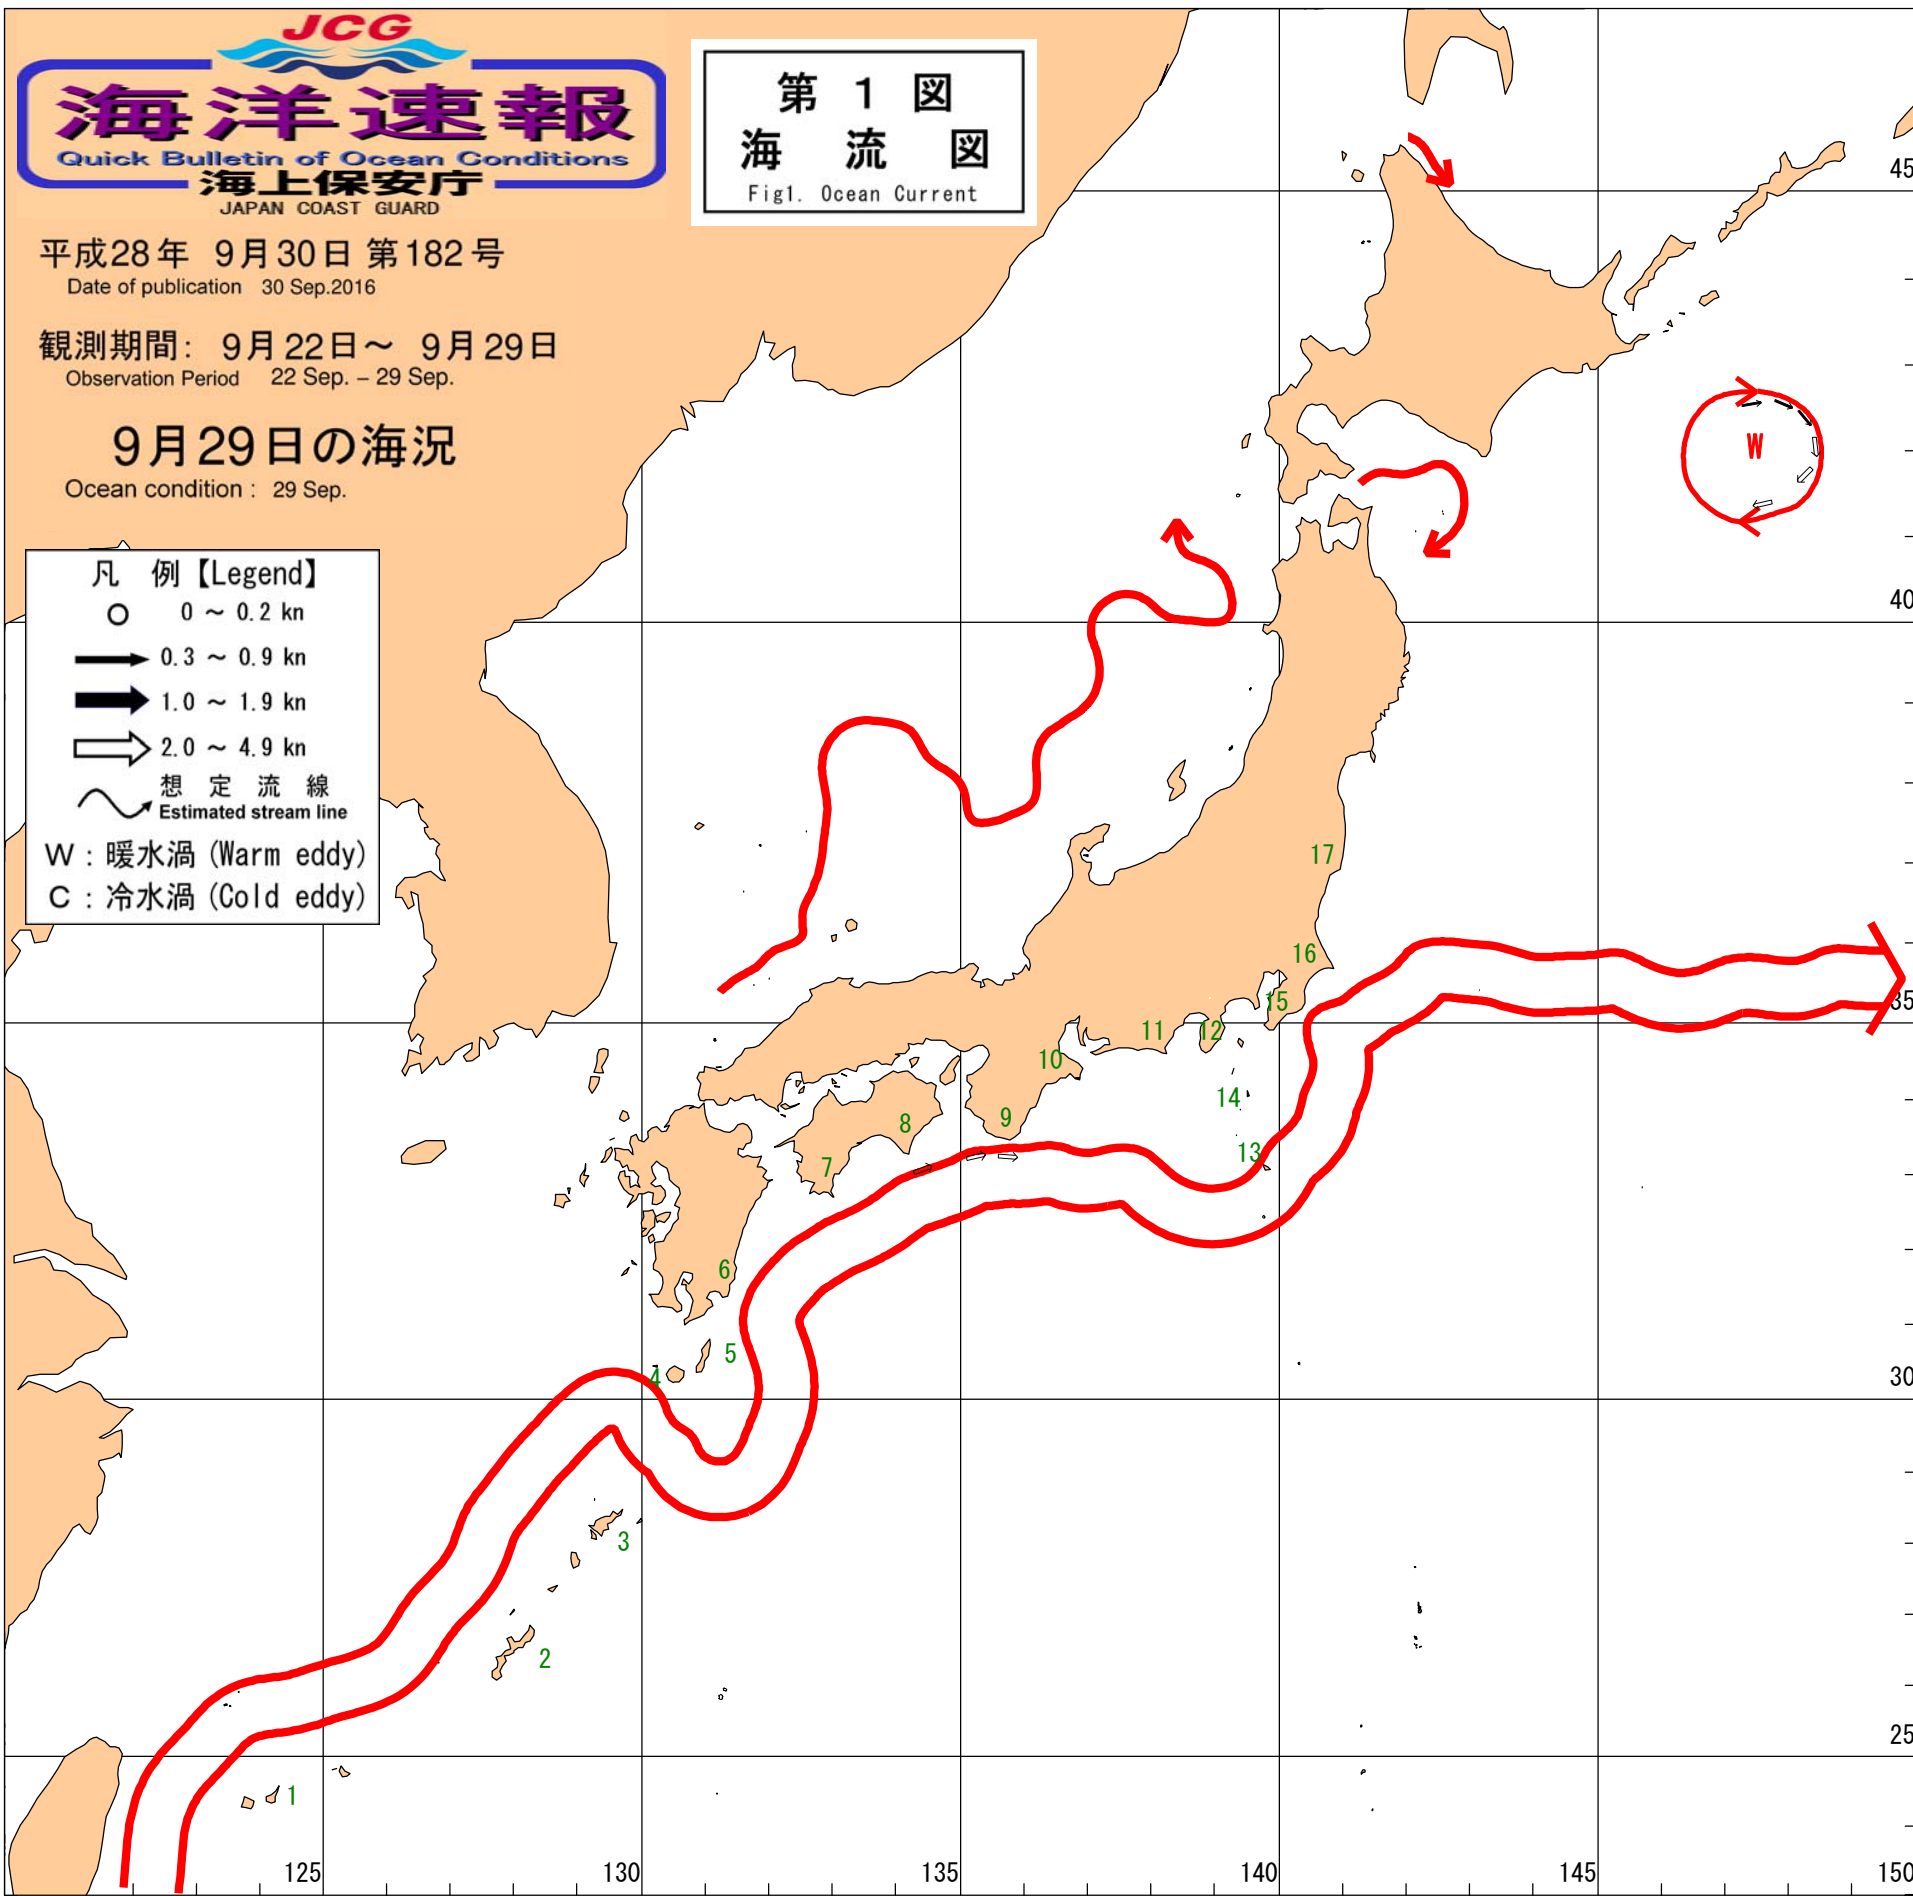 JCG
海洋速報
Quick Bulletin of Ocean Conditions
海上保安庁
JAPAN COAST GUARD
第 1 図
海 流 図
Fig1. Ocean Current
平成28年 9月30日 第182号
Date of publication 30 Sep.2016
観測期間: 9月22日～ 9月29日
Observation Period 22 Sep. – 29 Sep.
9月29日の海況
Ocean condition : 29 Sep.
凡 例【Legend】
0 ～ 0.2 kn
0.3 ～ 0.9 kn
1.0 ～ 1.9 kn
2.0 ～ 4.9 kn
想 定 流 線
Estimated stream line
W : 暖水渦 (Warm eddy)
C : 冷水渦 (Cold eddy)
45
W
40
17
16
15
35
12
11
10
14
9
8
13
7
6
5
4
30
3
2
25
1
125
130
135
140
145
150